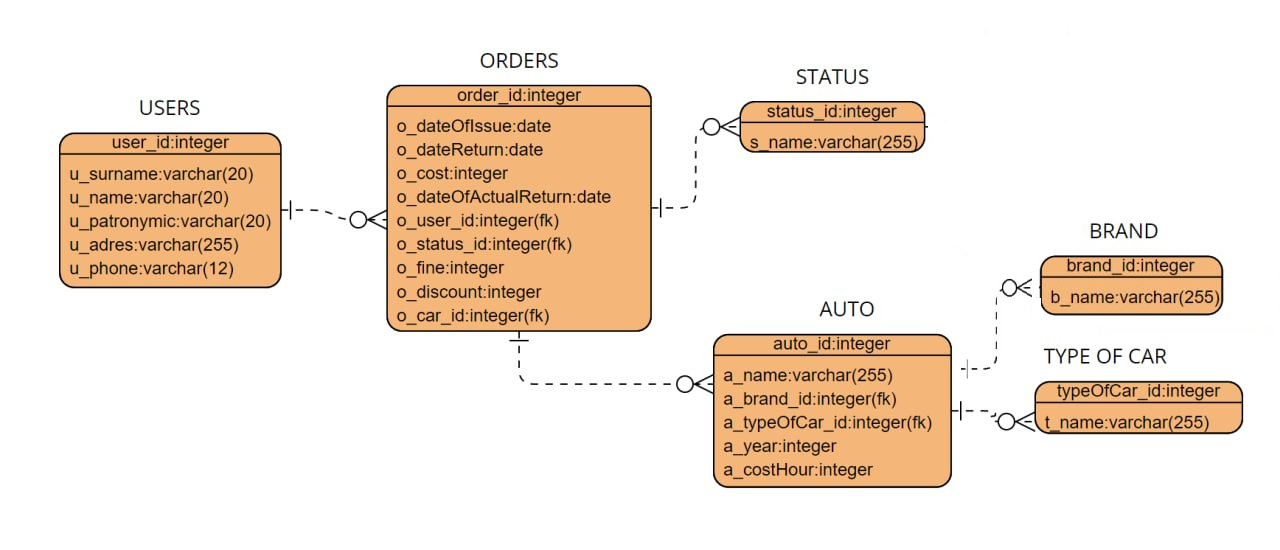 USERS
user_id:integer
u_surname:varchar(20)
u_name:varchar(20)
u_patronymic:varchar(20)
u_adres:varchar(255)
u_phone:varchar(12)
ORDERS
order_id:integer
o_dateOfIssue:date
o_dateReturn:date
o_cost:integer
o_dateOfActualReturn:date
o_user_id:integer(fk)
o_status_id:integer(fk)
o_fine:integer
o_discount:integer
o_car_id:integer(fk)
STATUS
status_id:integer
s_name:varchar(255)
AUTO
auto_id:integer
a_name:varchar(255)
a_brand_id:integer(fk)
a_typeOfCar_id:integer(fk)
a_year:integer
a_costHour:integer
BRAND
brand_id:integer
b_name:varchar(255)
TYPE OF CAR
typeOfCar_id:integer
t_name:varchar(255)